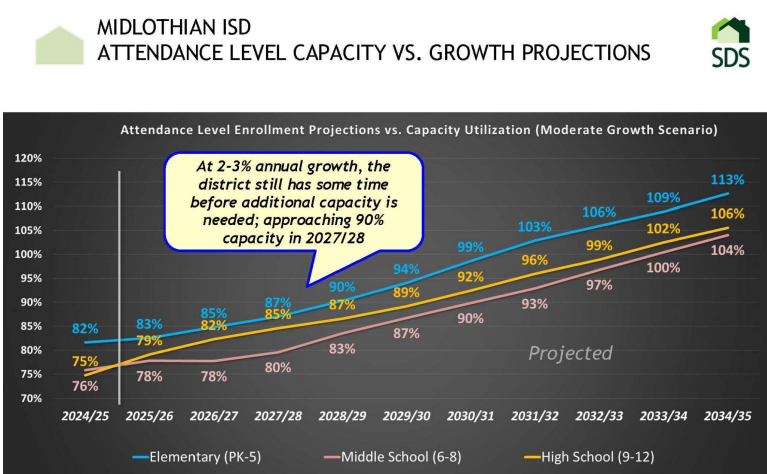 MIDLOTHIAN ISD
ATTENDANCE LEVEL CAPACITY VS. GROWTH PROJECTIONS
SDS
Attendance Level Enrollment Projections vs. Capacity Utilization (Moderate Growth Scenario)
At 2-3% annual growth, the
district still has some time
before additional capacity is
needed; approaching 90%
capacity in 2027/28
120%
115%
110%
105%
100%
95%
90%
85%
80%
75%
70%
82% 83% 85% 87% 90% 94% 99% 103% 106% 109% 113%
75% 79% 82% 85% 87% 89% 92% 96% 99% 102% 106%
76% 78% 78% 80% 83% 87% 90% 93% 97% 100% 104%
Projected
2024/25 2025/26 2026/27 2027/28 2028/29 2029/30 2030/31 2031/32 2032/33 2033/34 2034/35
Elementary (PK-5) Middle School (6-8) High School (9-12)